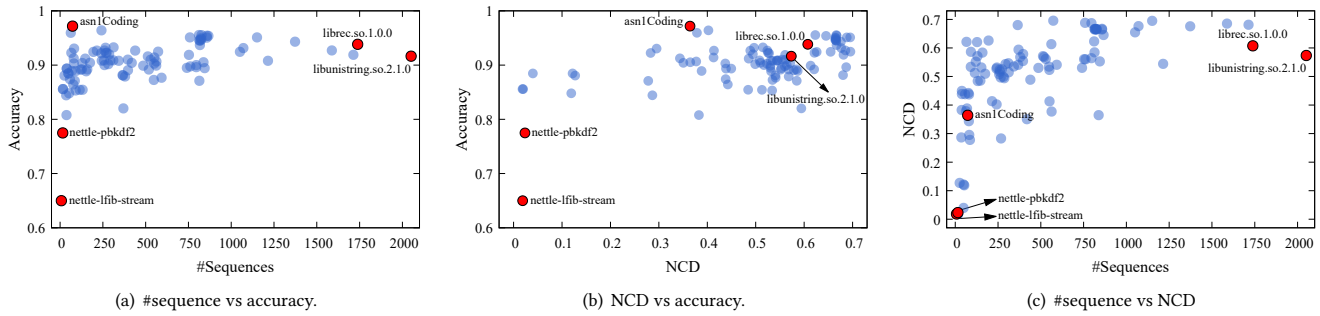 1
0.9
0.8
0.7
0.6
Accuracy
asn1Coding
librec.so.1.0.0
libunistring.so.2.1.0
nettle-pbkdf2
nettle-lfib-stream
0 250 500 750 1000 1250 1500 1750 2000
#Sequences
(a) #sequence vs accuracy.
1
0.9
0.8
0.7
0.6
Accuracy
asn1Coding
librec.so.1.0.0
libunistring.so.2.1.0
nettle-pbkdf2
nettle-lfib-stream
0 0.1 0.2 0.3 0.4 0.5 0.6 0.7
NCD
(b) NCD vs accuracy.
0.7
0.6
0.5
0.4
0.3
0.2
0.1
0
NCD
librec.so.1.0.0
libunistring.so.2.1.0
asn1Coding
nettle-pbkdf2
nettle-lfib-stream
0 250 500 750 1000 1250 1500 1750 2000
#Sequences
(c) #sequence vs NCD